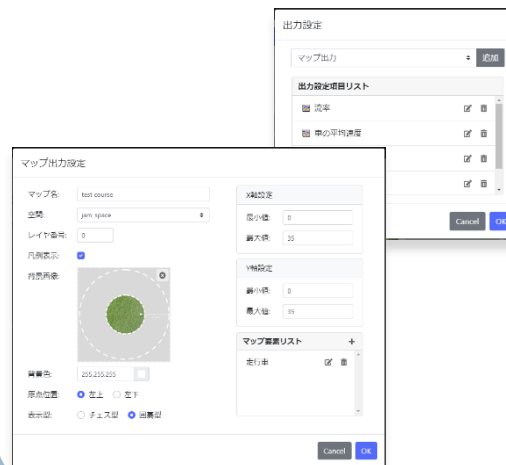 出力設定
マップ出力
追加
出力設定項目リスト
流率
車の平均速度
Cancel
OK
マップ出力設定
マップ名:
test course
空間:
jam_space
レイヤ番号:
0
凡例表示:
背景画像:
背景色:
255,255,255
原点位置:
左上
左下
表示型:
チェス型
囲碁型
X軸設定
最小値:
0
最大値:
35
Y軸設定
最小値:
0
最大値:
35
マップ要素リスト
+
走行車
Cancel
OK